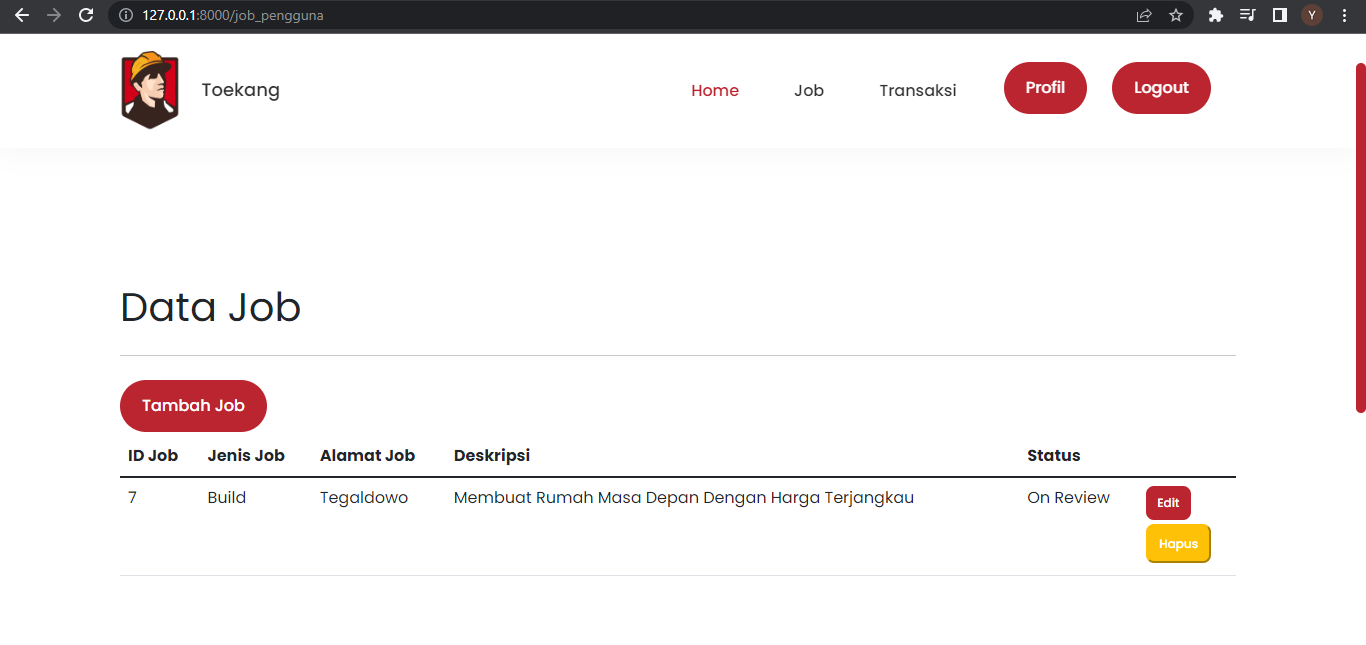 127.0.0.1:8000/job_pengguna
Y
Toekang
Home Job Transaksi Profil Logout
Data Job
Tambah Job
ID Job Jenis Job Alamat Job Deskripsi Status
7 Build Tegaldowo Membuat Rumah Masa Depan Dengan Harga Terjangkau On Review Edit
Hapus